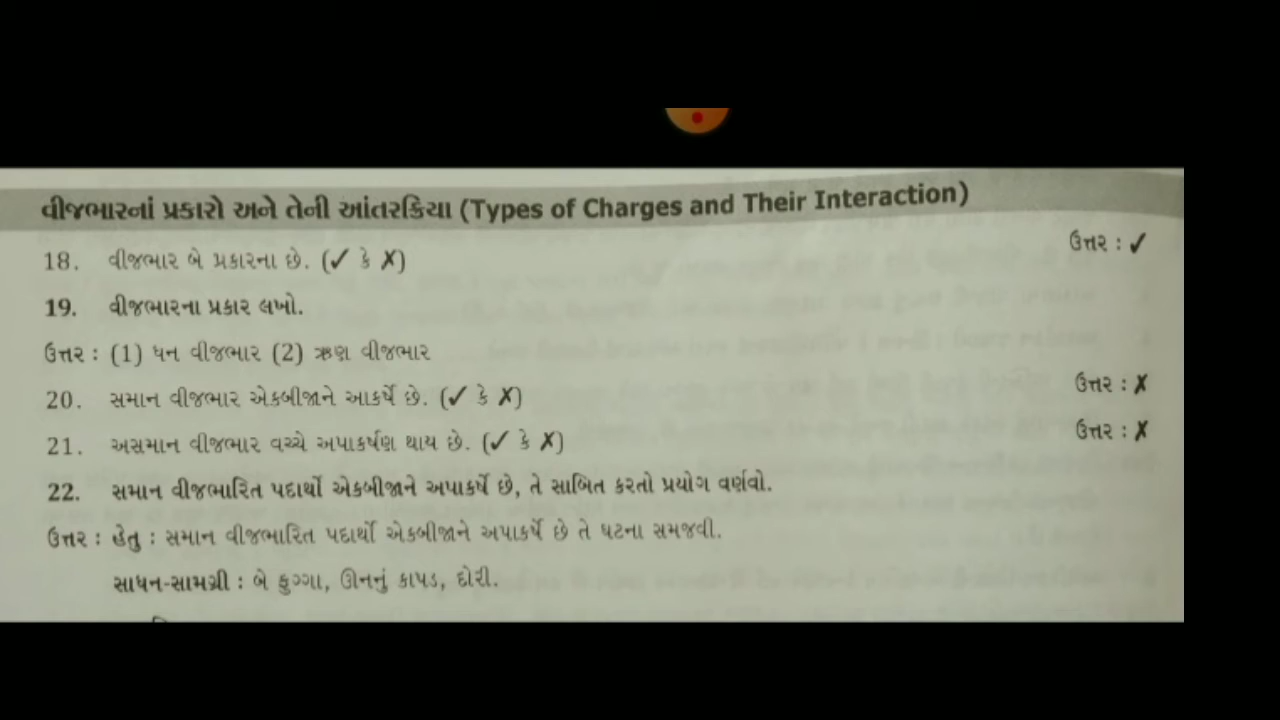 વીજભારનાં પ્રકારો અને તેની આંતરક્રિયા (Types of Charges and Their Interaction)
18. વીજભાર બે પ્રકારના છે. (✓ કે ✗) ઉત્તર : ✓
19. વીજભારના પ્રકાર લખો.
ઉત્તર : (1) ધન વીજભાર (2) ઋણ વીજભાર
20. સમાન વીજભાર એકબીજાને આકર્ષે છે. (✓ કે ✗) ઉત્તર : ✗
21. અસમાન વીજભાર વચ્ચે અપાકર્ષણ થાય છે. (✓ કે ✗) ઉત્તર : ✗
22. સમાન વીજભારિત પદાર્થો એકબીજાને અપાકર્ષે છે, તે સાબિત કરતો પ્રયોગ વર્ણવો.
ઉત્તર : હેતુ : સમાન વીજભારિત પદાર્થો એકબીજાને અપાકર્ષે છે તે ઘટના સમજવી.
સાધન-સામગ્રી : બે ફુગ્ગા, ઊનનું કાપડ, દોરી.